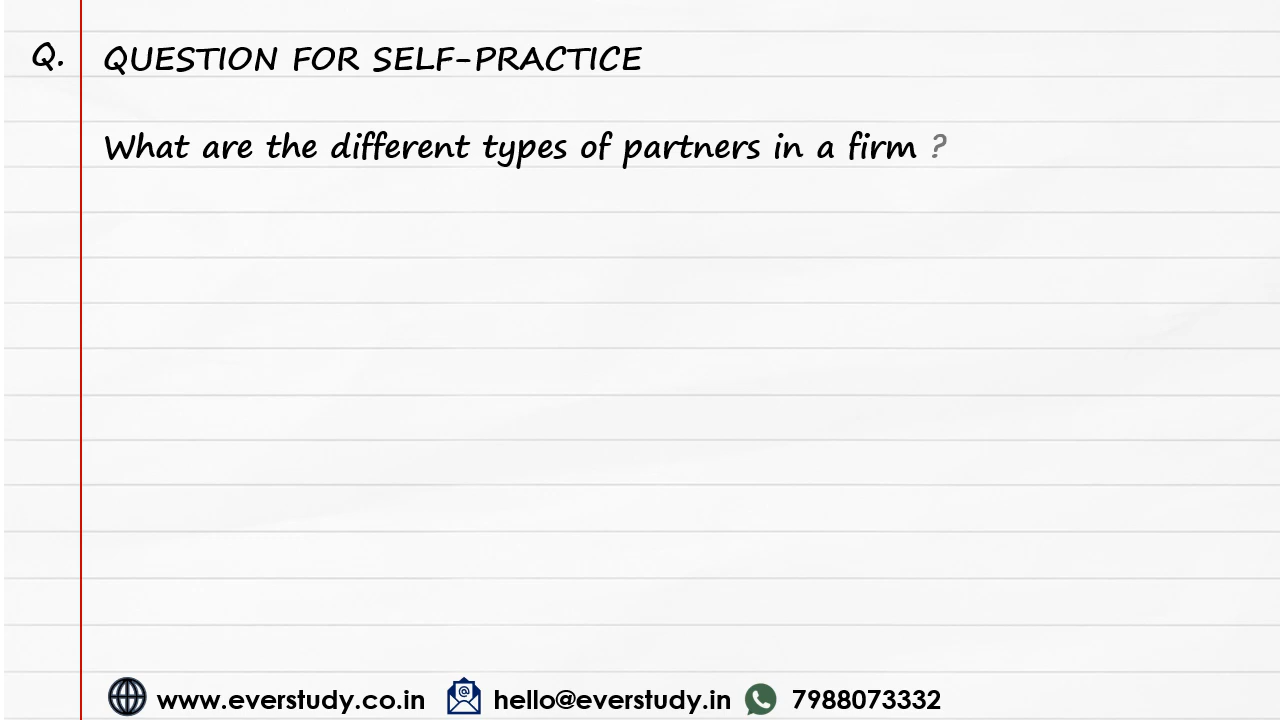 Q. QUESTION FOR SELF-PRACTICE
What are the different types of partners in a firm ?
www.everstudy.co.in hello@everstudy.in 7988073332